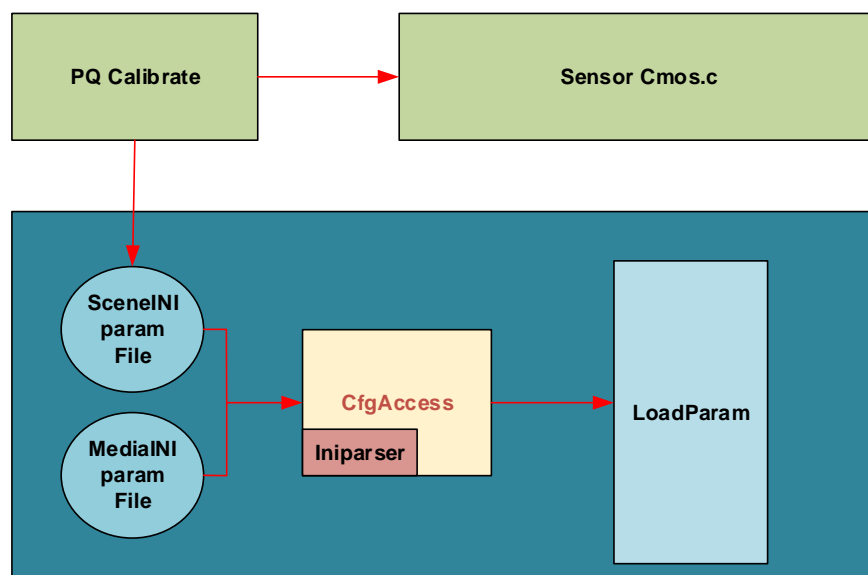 PQ Calibrate
Sensor Cmos.c
SceneINI
param
File
MediaINI
param
File
CfgAccess
Iniparser
LoadParam